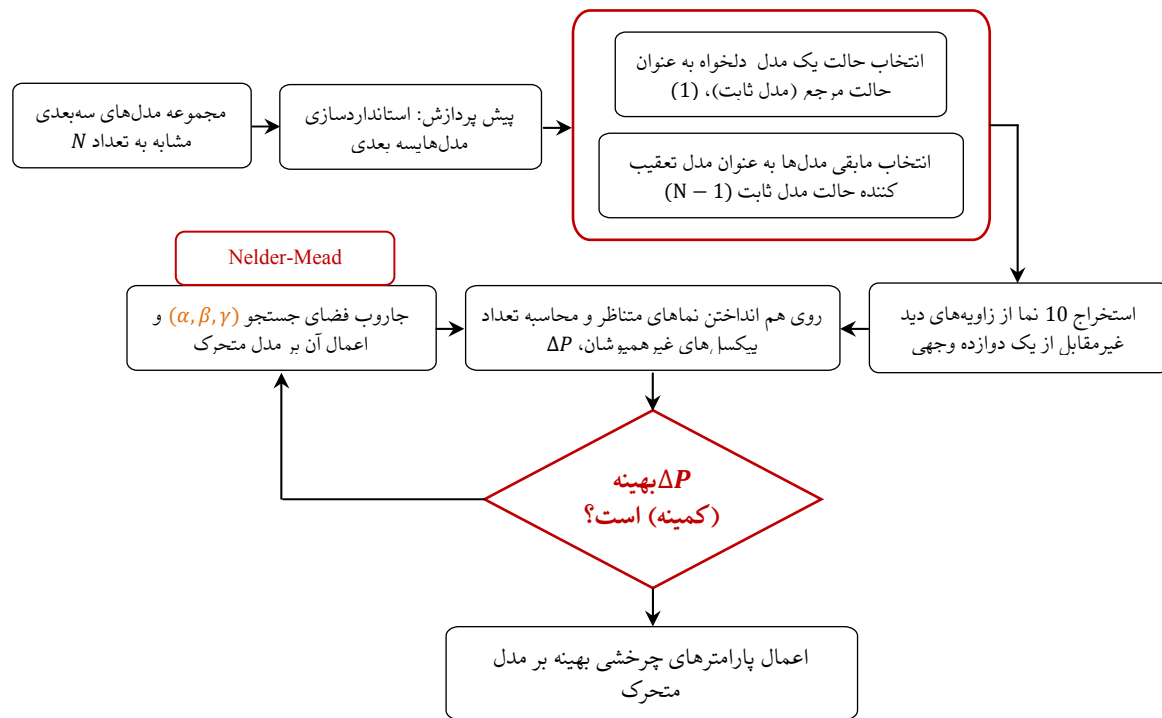 مجموعه مدل‌های سه‌بعدی
مشابه به تعداد N
پیش پردازش: استانداردسازی
مدل‌هایسه بعدی
انتخاب حالت یک مدل دلخواه به عنوان
حالت مرجع (مدل ثابت)، (1)
انتخاب مابقی مدل‌ها به عنوان مدل تعقیب
کننده حالت مدل ثابت (N − 1)
استخراج 10 نما از زاویه‌های دید
غیرمقابل از یک دوازده وجهی
روی هم انداختن نماهای متناظر و محاسبه تعداد
پیکسل‌های غیرهمپوشان، ΔP
Nelder-Mead
جاروب فضای جستجو (α, β, γ) و
اعمال آن بر مدل متحرک
ΔP بهینه
(کمینه) است؟
اعمال پارامترهای چرخشی بهینه بر مدل
متحرک